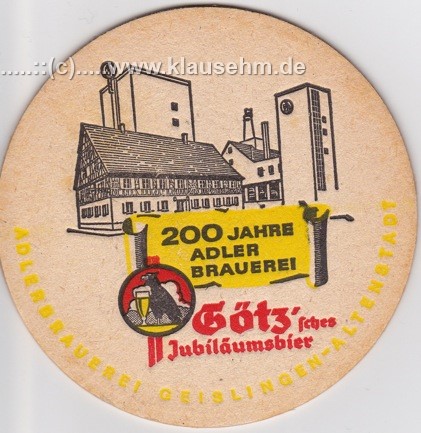 .....::(c)....www.klausehm.de
200 JAHRE
ADLER
BRAUEREI
Götz'sches
Jubiläumsbier
ADLERBRAUEREI GEISLINGEN-ALTENSTADT